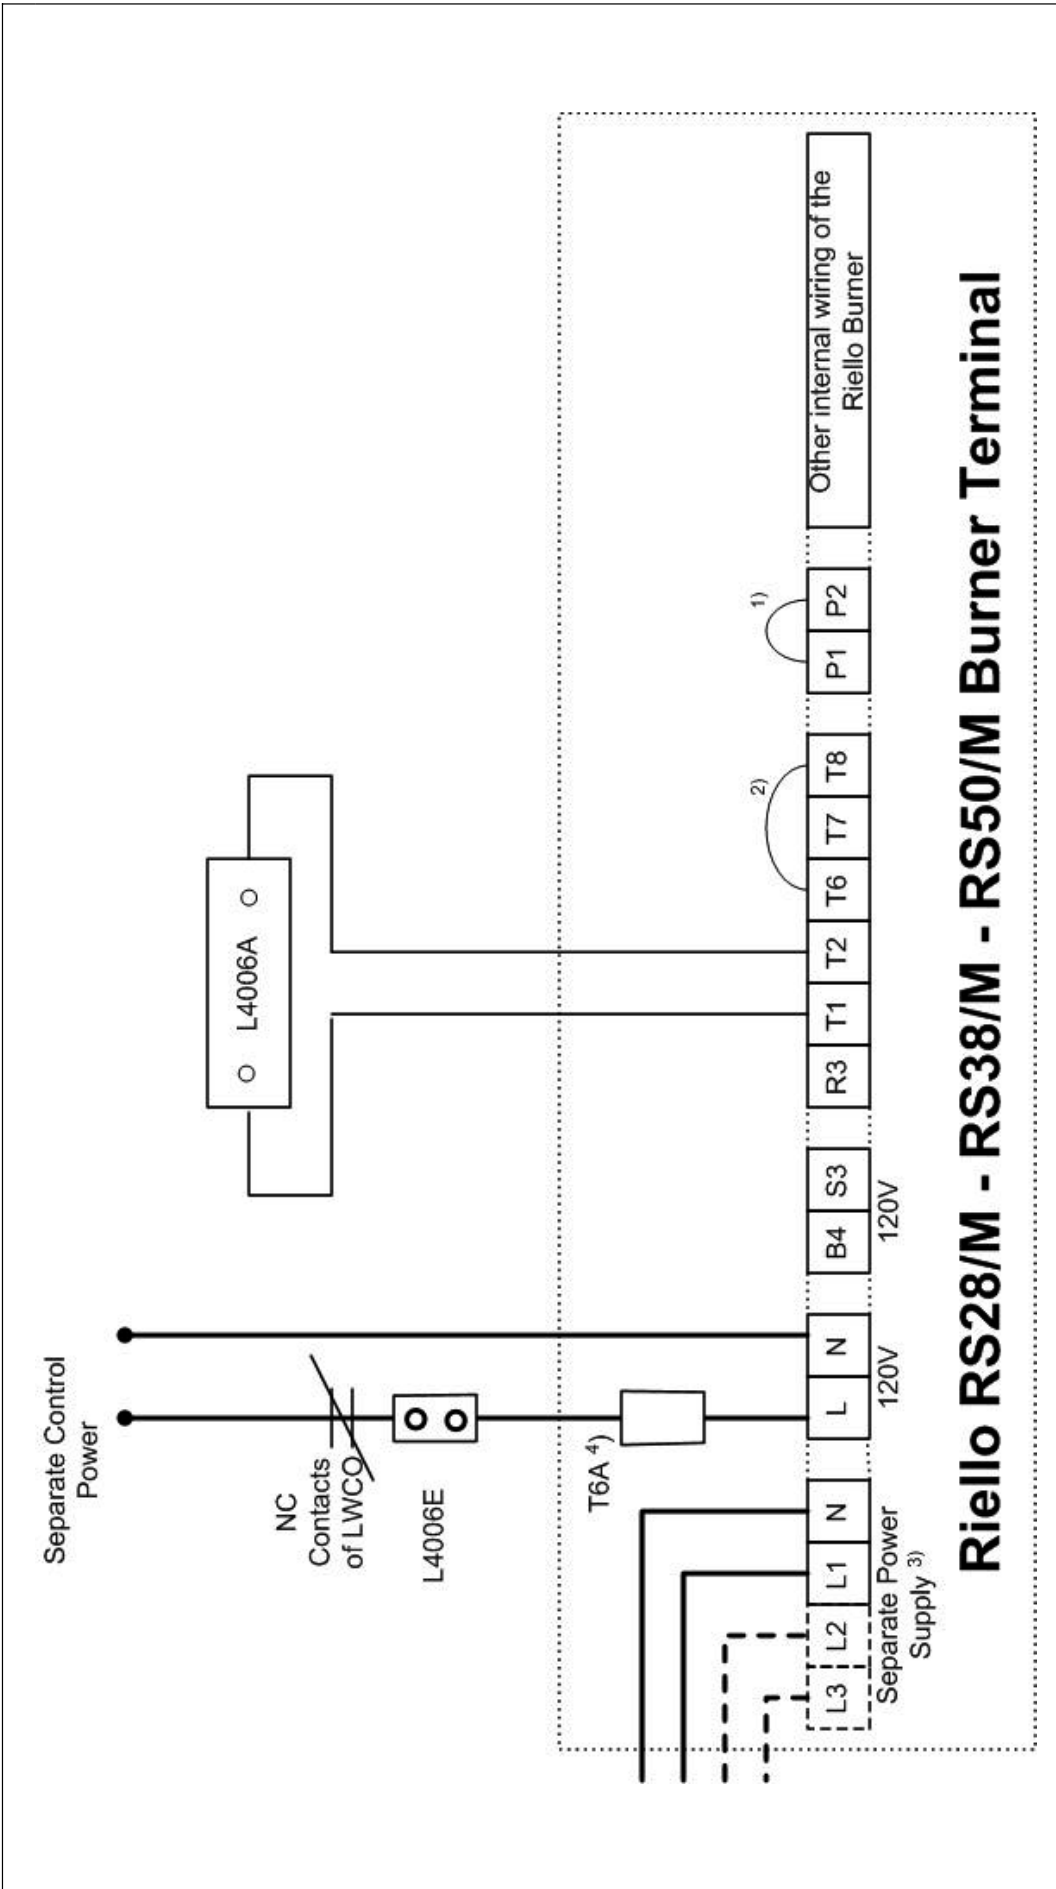 Separate Control
Power
NC
Contacts
of LWCO
L4006E
T6A 4)
L4006A
2)
1)
L3
L2
L1
N
L
N
B4
S3
R3
T1
T2
T6
T7
T8
P1
P2
Other internal wiring of the
Riello Burner
Separate Power
Supply 3)
120V
120V
Riello RS28/M - RS38/M - RS50/M Burner Terminal